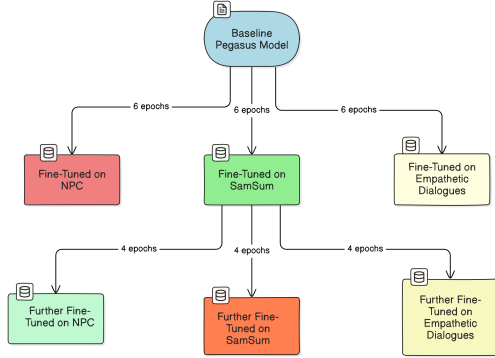 Baseline
Pegasus Model
6 epochs
6 epochs
6 epochs
Fine-Tuned on
NPC
Fine-Tuned on
SamSum
Fine-Tuned on
Empathetic
Dialogues
4 epochs
4 epochs
4 epochs
Further Fine-
Tuned on NPC
Further Fine-
Tuned on
SamSum
Further Fine-
Tuned on
Empathetic
Dialogues